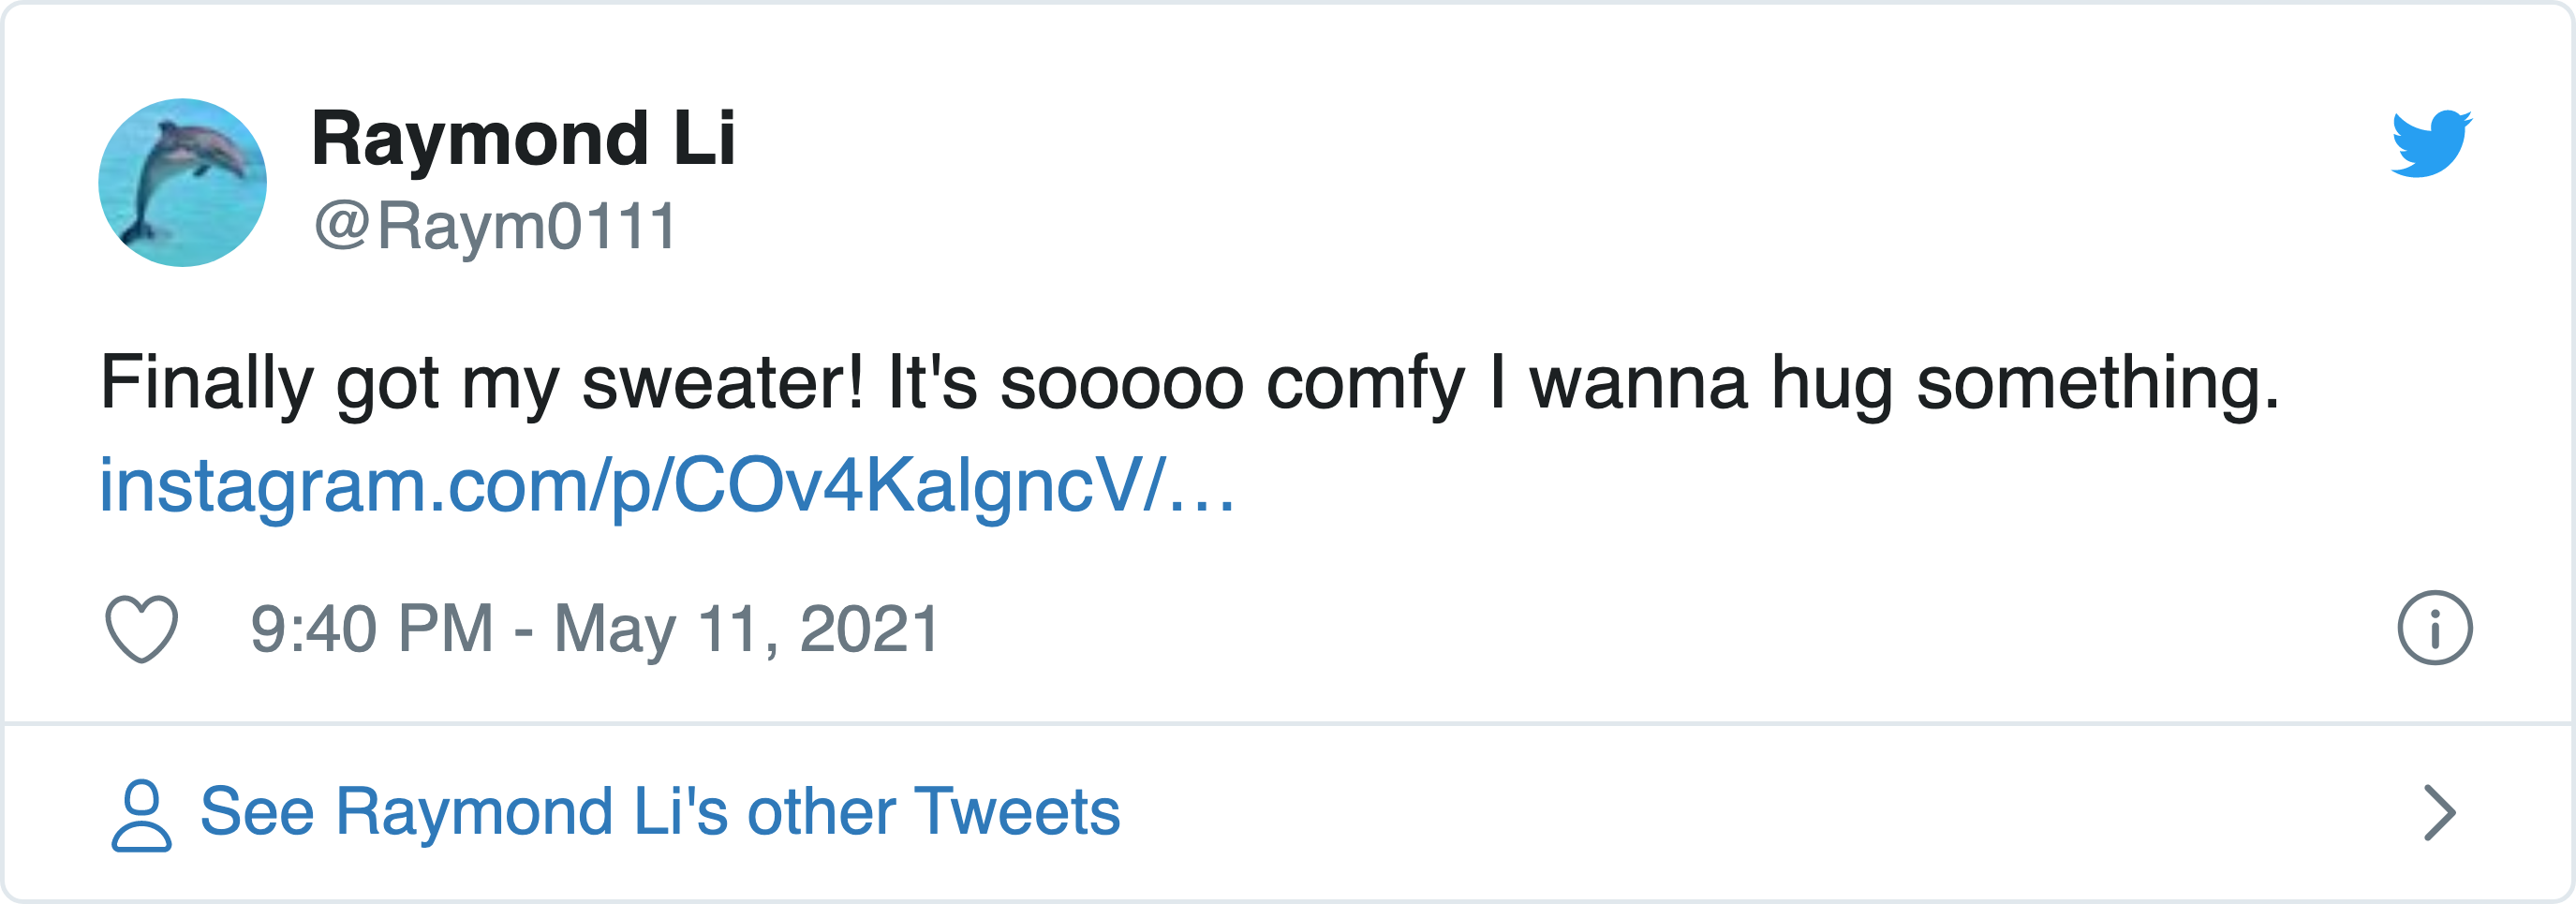 Raymond Li
@Raym0111
Finally got my sweater! It's sooooo comfy I wanna hug something.
instagram.com/p/COv4KalgncV/…
9:40 PM - May 11, 2021
See Raymond Li's other Tweets